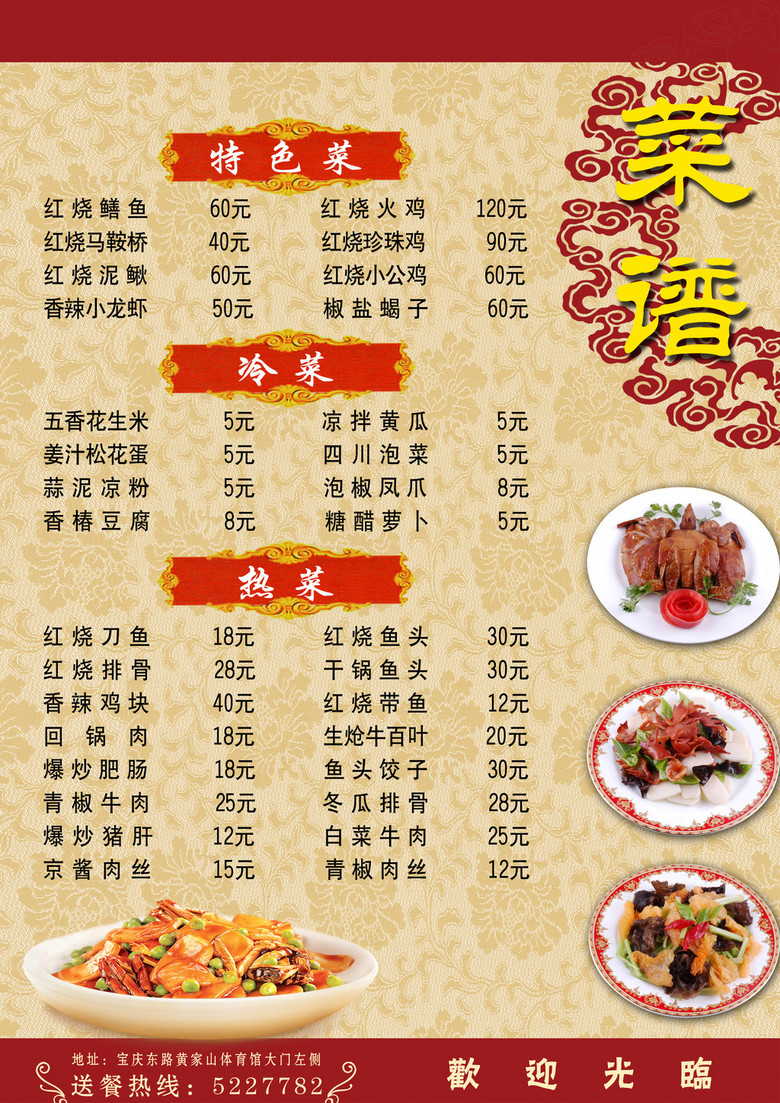 菜谱
特色菜
红烧鳝鱼 60元 红烧火鸡 120元
红烧马鞍桥 40元 红烧珍珠鸡 90元
红烧泥鳅 60元 红烧小公鸡 60元
香辣小龙虾 50元 椒盐蝎子 60元
冷菜
五香花生米 5元 凉拌黄瓜 5元
姜汁松花蛋 5元 四川泡菜 5元
蒜泥凉粉 5元 泡椒凤爪 8元
香椿豆腐 8元 糖醋萝卜 5元
热菜
红烧刀鱼 18元 红烧鱼头 30元
红烧排骨 28元 干锅鱼头 30元
香辣鸡块 40元 红烧带鱼 12元
回锅肉 18元 生炝牛百叶 20元
爆炒肥肠 18元 鱼头饺子 30元
青椒牛肉 25元 冬瓜排骨 28元
爆炒猪肝 12元 白菜牛肉 25元
京酱肉丝 15元 青椒肉丝 12元
地址：宝庆东路黄家山体育馆大门左侧
送餐热线：5227782
歡迎光臨